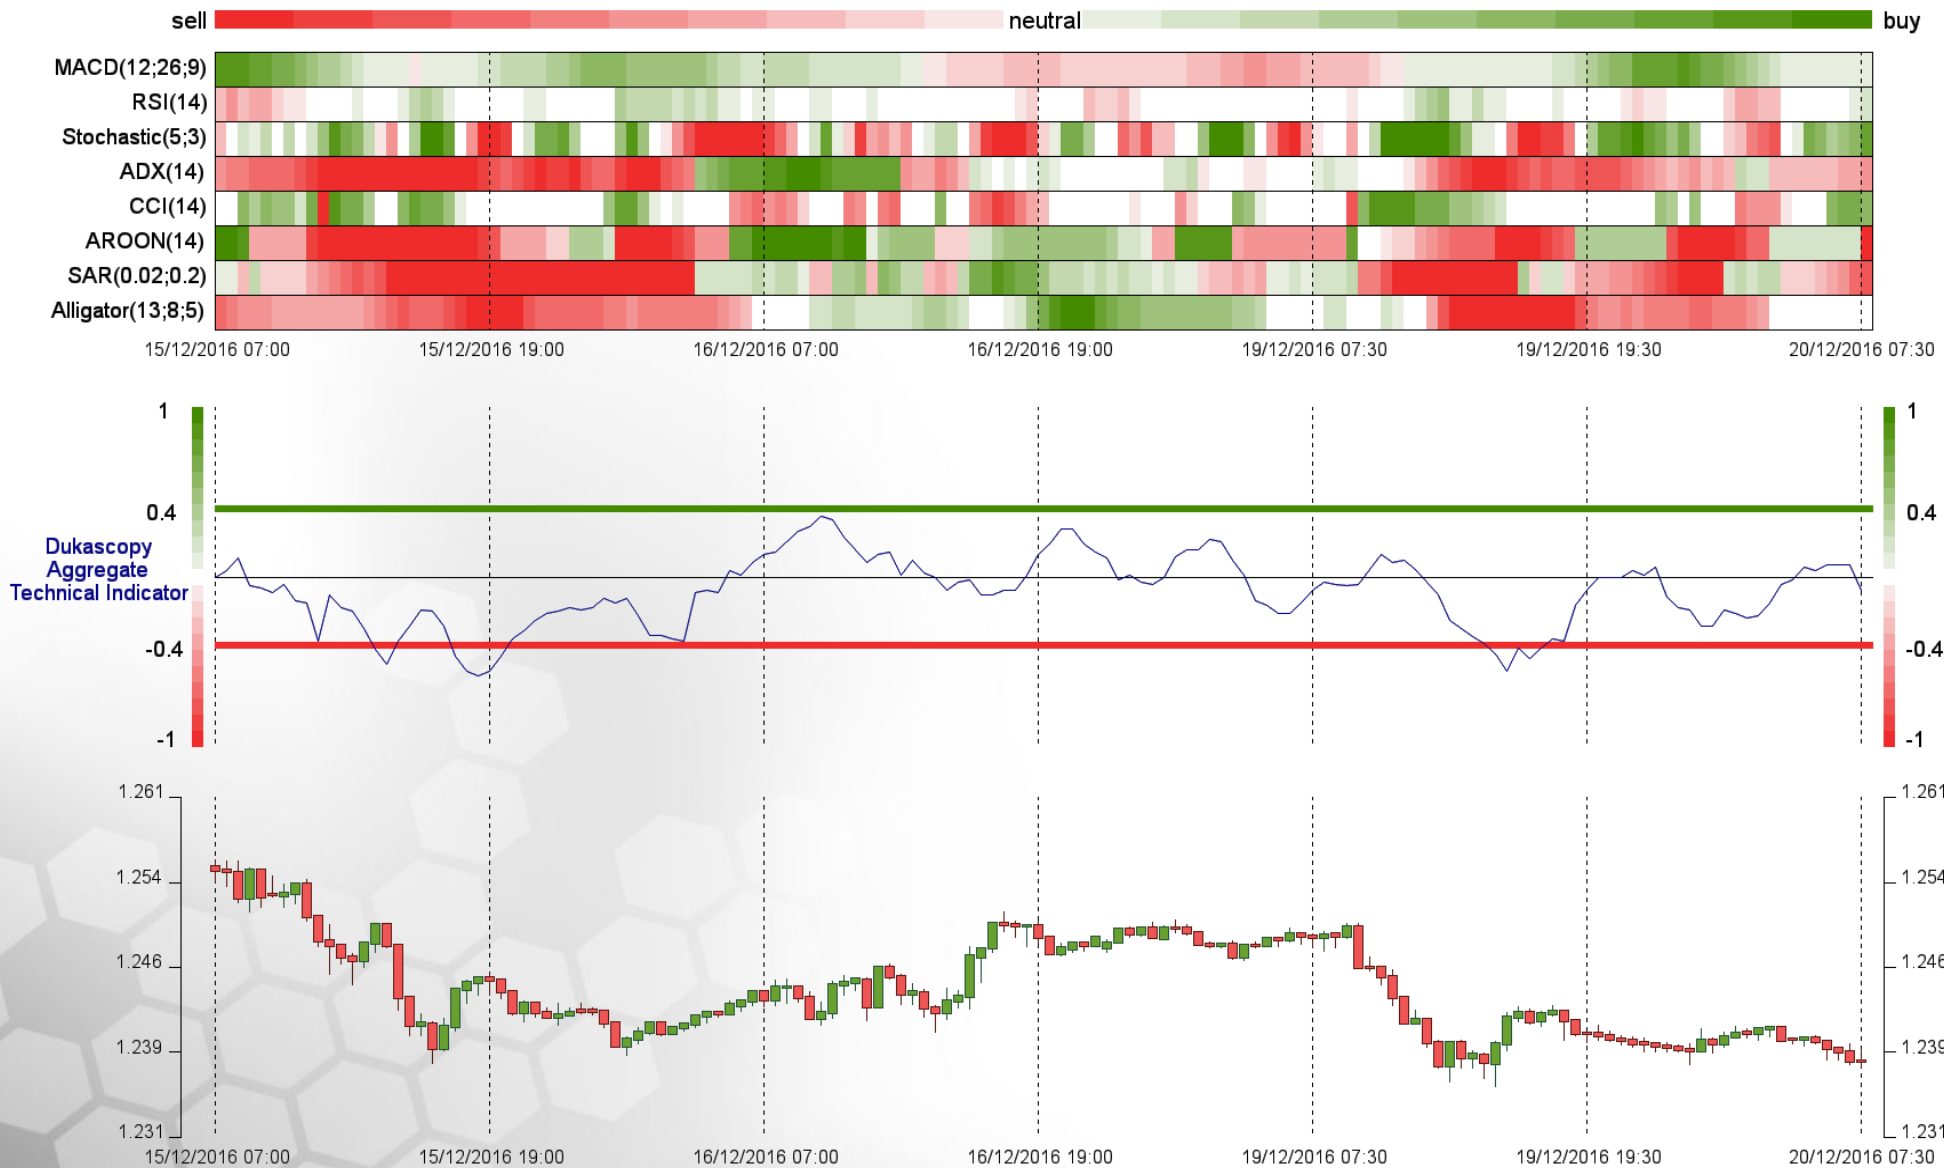 sell neutral buy
MACD(12;26;9)
RSI(14)
Stochastic(5;3)
ADX(14)
CCI(14)
AROON(14)
SAR(0.02;0.2)
Alligator(13;8;5)
15/12/2016 07:00 15/12/2016 19:00 16/12/2016 07:00 16/12/2016 19:00 19/12/2016 07:30 19/12/2016 19:30 20/12/2016 07:30
1 1
0.4 0.4
Dukascopy
Aggregate
Technical Indicator
-0.4 -0.4
-1 -1
1.261 1.261
1.254 1.254
1.246 1.246
1.239 1.239
1.231 1.231
15/12/2016 07:00 15/12/2016 19:00 16/12/2016 07:00 16/12/2016 19:00 19/12/2016 07:30 19/12/2016 19:30 20/12/2016 07:30